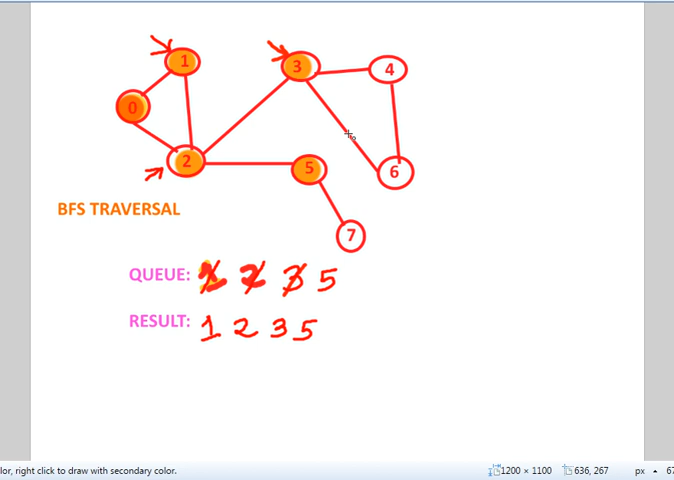 1
3
4
0
2
5
6
7
BFS TRAVERSAL
QUEUE: 1 2 3 5
RESULT: 1 2 3 5
lor, right click to draw with secondary color.
1200 × 1100
636, 267
px
67